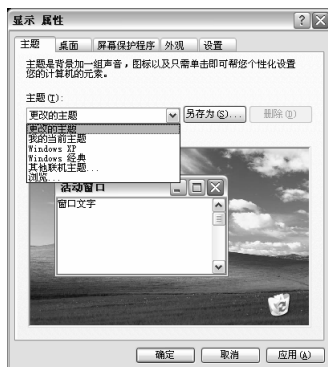 显示 属性
主题 桌面 屏幕保护程序 外观 设置
主题是背景加一组声音，图标以及只需单击即可帮您个性化设置
您的计算机的元素。
主题(T):
更改的主题 另存为(S)... 删除(D)
更改的主题
我的当前主题
Windows XP
Windows 经典
其他联机主题...
浏览...
活动窗口
窗口文字
确定 取消 应用(A)